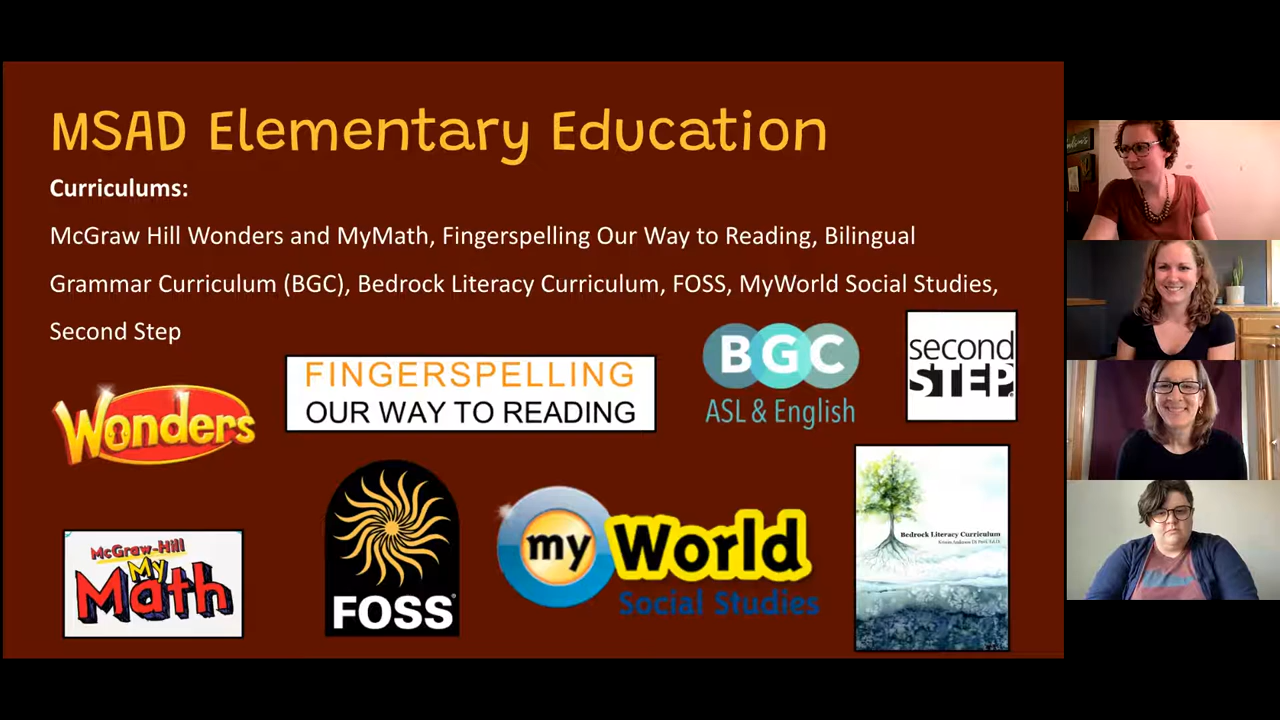 MSAD Elementary Education
Curriculums:
McGraw Hill Wonders and MyMath, Fingerspelling Our Way to Reading, Bilingual
Grammar Curriculum (BGC), Bedrock Literacy Curriculum, FOSS, MyWorld Social Studies,
Second Step
Wonders
FINGERSPELLING
OUR WAY TO READING
BGC
ASL & English
second
STEP
McGraw-Hill
My
Math
FOSS
my World
Social Studies
Bedrock Literacy Curriculum